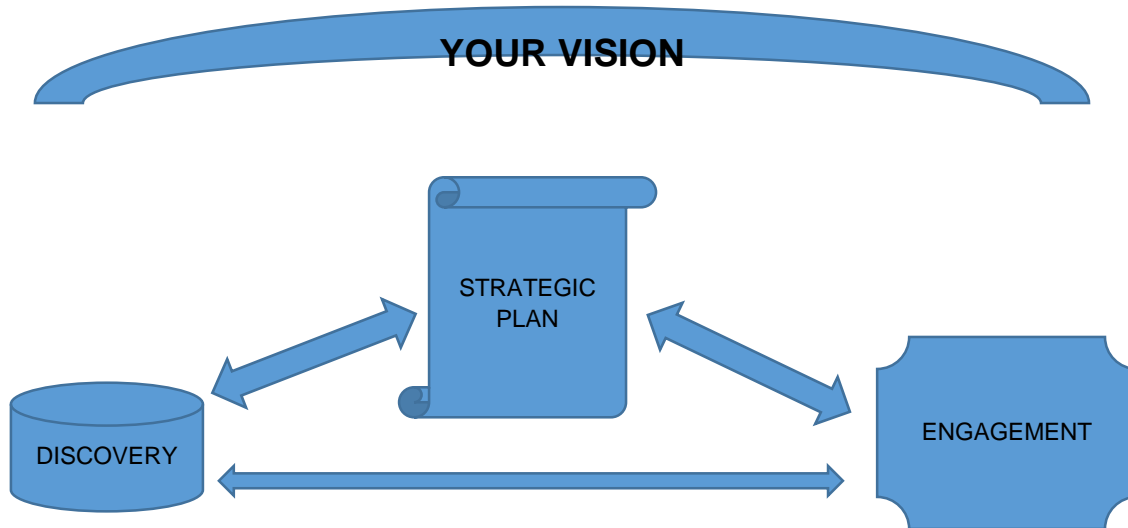 YOUR VISION
STRATEGIC
PLAN
DISCOVERY
ENGAGEMENT